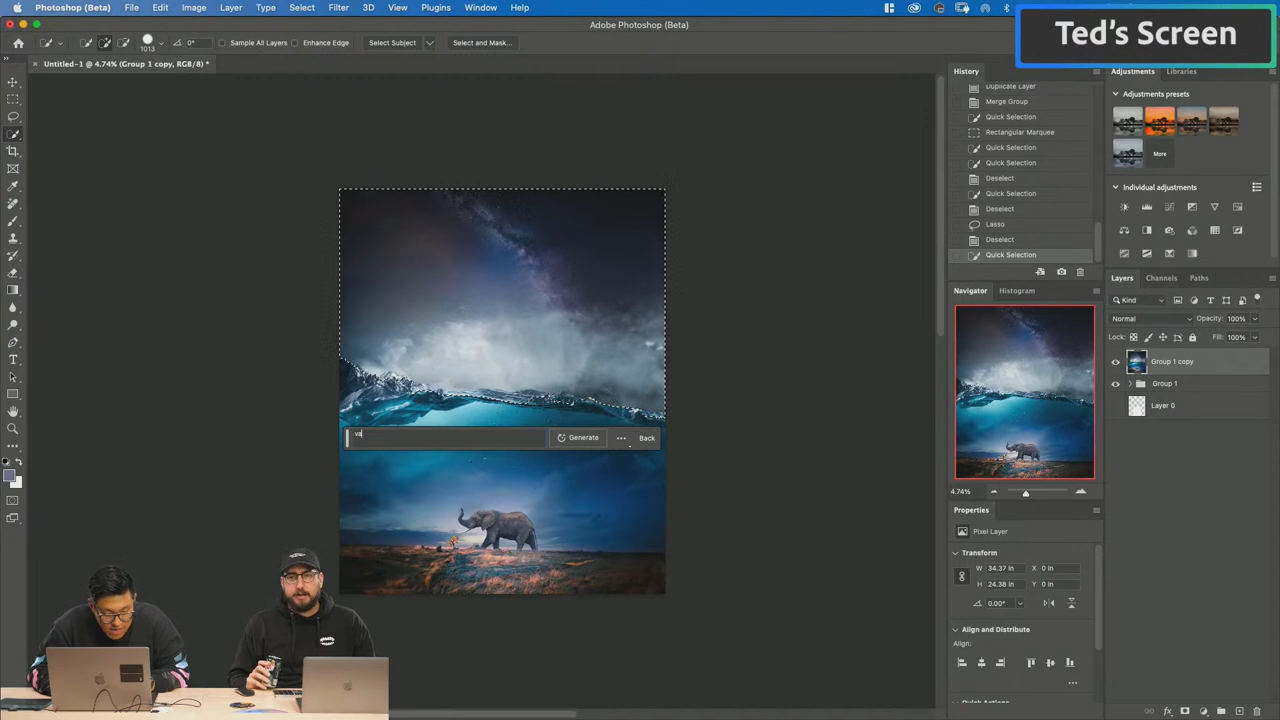 Photoshop (Beta) File Edit Image Layer Type Select Filter 3D View Plugins Window Help
Ted's Screen
Adobe Photoshop (Beta)
1013
0°
Sample All Layers
Enhance Edge
Select Subject
Select and Mask...
Untitled-1 @ 4.74% (Group 1 copy, RGB/8) *
History
Duplicate Layer
Merge Group
Quick Selection
Rectangular Marquee
Quick Selection
Quick Selection
Deselect
Quick Selection
Deselect
Lasso
Deselect
Quick Selection
Navigator Histogram
4.74%
Properties
Pixel Layer
Transform
W 34.37 in X 0 in
H 24.38 in Y 0 in
0.00°
Align and Distribute
Align:
Quick Actions
Adjustments Libraries
Adjustments presets
More
Individual adjustments
Layers Channels Paths
Kind
Normal Opacity: 100%
Lock: Fill: 100%
Group 1 copy
Group 1
Layer 0
va
Generate
Back